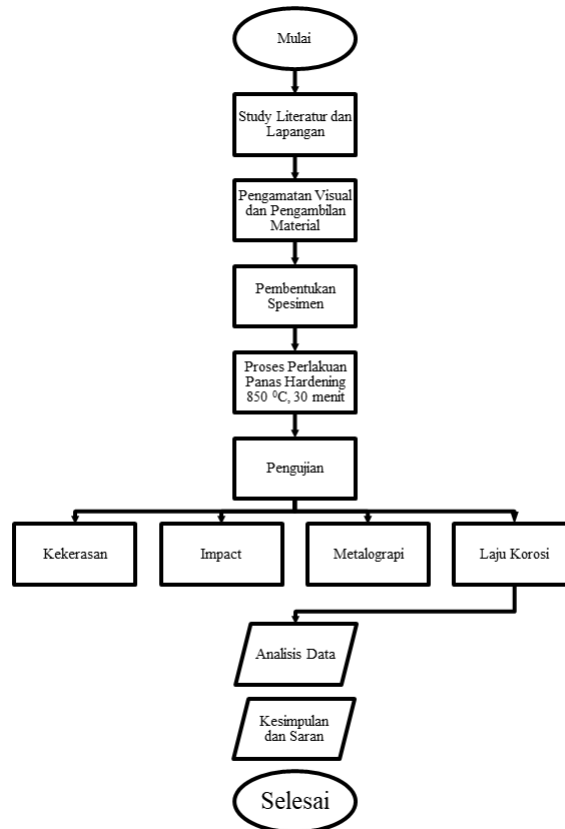 Mulai
Study Literatur dan
Lapangan
Pengamatan Visual
dan Pengambilan
Material
Pembentukan
Spesimen
Proses Perlakuan
Panas Hardening
850 ⁰C, 30 menit
Pengujian
Kekerasan
Impact
Metalograpi
Laju Korosi
Analisis Data
Kesimpulan
dan Saran
Selesai